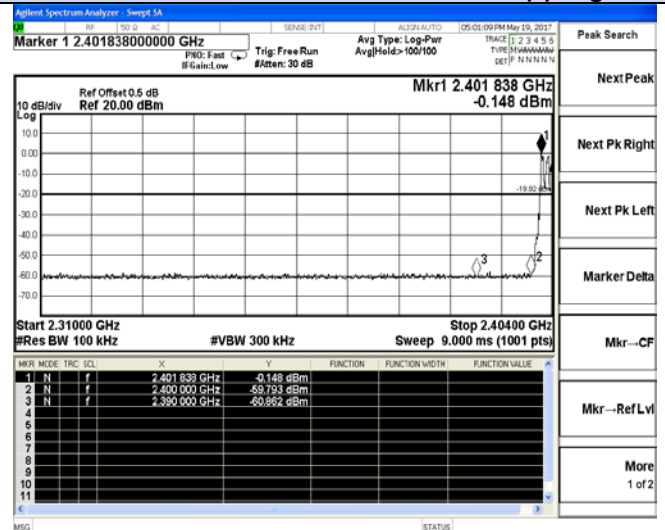 Agilent Spectrum Analyzer - Swept SA
RF 50 Ω AC SENSE:INT ALIGN AUTO 05:01:09 PM May 19, 2017
Marker 1 2.401838000000 GHz
PNO: Fast
IFGain:Low
Trig: Free Run
#Atten: 30 dB
Avg Type: Log-Pwr
Avg|Hold:>100/100
TRACE 1 2 3 4 5 6
TYPE MWWWWW
DET P N N N N N
Peak Search
Next Peak
Next Pk Right
Next Pk Left
Marker Delta
Mkr→CF
Mkr→Ref Lvl
More
1 of 2
Mkr1 2.401 838 GHz
-0.148 dBm
Ref Offset 0.5 dB
10 dB/div Ref 20.00 dBm
Log
10.0
0.00
-10.0
-20.0
-30.0
-40.0
-50.0
-60.0
-70.0
1
2
3
Start 2.31000 GHz Stop 2.40400 GHz
#Res BW 100 kHz #VBW 300 kHz Sweep 9.000 ms (1001 pts)
MKR MODE TRC SCL X Y FUNCTION FUNCTION WIDTH FUNCTION VALUE
1 N f 2.401 838 GHz -0.148 dBm
2 N f 2.400 000 GHz -59.793 dBm
3 N f 2.390 000 GHz -60.862 dBm
4
5
6
7
8
9
10
11
MSG STATUS